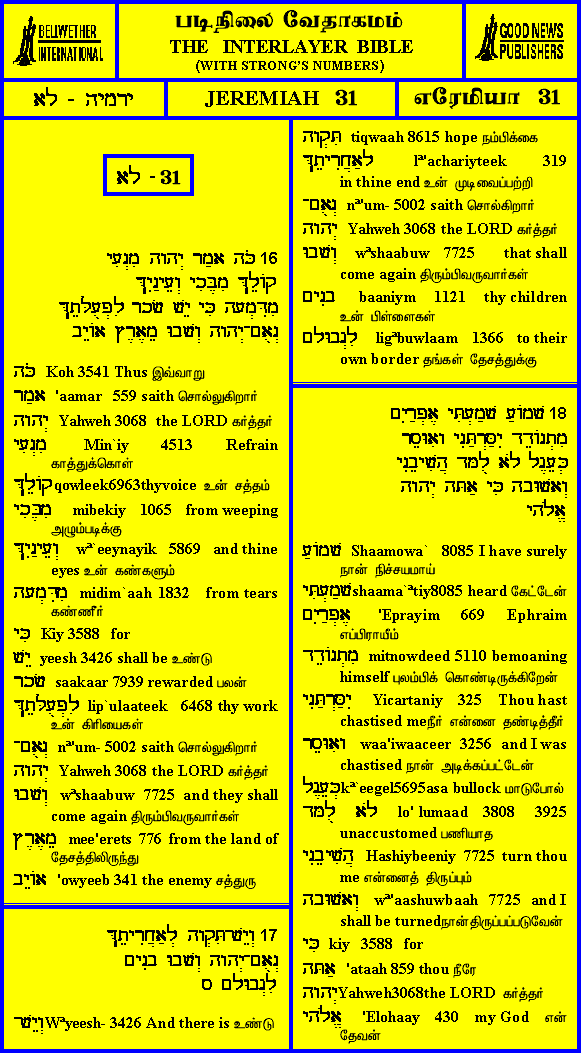 BELLWETHER
INTERNATIONAL
படிநிலை வேதாகமம்
THE INTERLAYER BIBLE
(WITH STRONG'S NUMBERS)
GOOD NEWS
PUBLISHERS
ירמיה - לא
JEREMIAH 31
எரேமியா 31
31 - לא
16 כֹּה אָמַר יְהוָה מִנְעִי
קוֹלֵךְ מִבֶּכִי וְעֵינַיִךְ
מִדִּמְעָה כִּי יֵשׁ שָׂכָר לִפְעֻלָּתֵךְ
נְאֻם־יְהוָה וְשָׁבוּ מֵאֶרֶץ אוֹיֵב
כֹּה Koh 3541 Thus இவ்வாறு
אָמַר 'aamar 559 saith சொல்லுகிறார்
יְהוָה Yahweh 3068 the LORD கர்த்தர்
מִנְעִי Min`iy 4513 Refrain
காத்துக்கொள்
קוֹלֵךְ qowleek6963thyvoice உன் சத்தம்
מִבֶּכִי mibekiy 1065 from weeping
அழும்படிக்கு
וְעֵינַיִךְ wª`eeynayik 5869 and thine
eyes உன் கண்களும்
מִדִּמְעָה midim`aah 1832 from tears
கண்ணீர்
כִּי Kiy 3588 for
יֵשׁ yeesh 3426 shall be உண்டு
שָׂכָר saakaar 7939 rewarded பலன்
לִפְעֻלָּתֵךְ lip`ulaateek 6468 thy work
உன் கிரியைகள்
נְאֻם־ nª'um- 5002 saith சொல்லுகிறார்
יְהוָה Yahweh 3068 the LORD கர்த்தர்
וְשָׁבוּ wªshaabuw 7725 and they shall
come again திரும்பிவருவார்கள்
מֵאֶרֶץ mee'erets 776 from the land of
தேசத்திலிருந்து
אוֹיֵב 'owyeeb 341 the enemy சத்துரு
17 וְיֵשׁ־תִּקְוָה לְאַחֲרִיתֵךְ
נְאֻם־יְהוָה וְשָׁבוּ בָנִים
לִגְבוּלָם ס
וְיֵשׁ־ Wªyeesh- 3426 And there is உண்டு
תִּקְוָה tiqwaah 8615 hope நம்பிக்கை
לְאַחֲרִיתֵךְ lª'achariyteek 319
in thine end உன் முடிவைப்பற்றி
נְאֻם־ nª'um- 5002 saith சொல்கிறார்
יְהוָה Yahweh 3068 the LORD கர்த்தர்
וְשָׁבוּ wªshaabuw 7725 that shall
come again திரும்பிவருவார்கள்
בָנִים baaniym 1121 thy children
உன் பிள்ளைகள்
לִגְבוּלָם ligªbuwlaam 1366 to their
own border தங்கள் தேசத்துக்கு
18 שָׁמוֹעַ שָׁמַעְתִּי אֶפְרַיִם
מִתְנוֹדֵד יִסַּרְתַּנִי וָאִוָּסֵר
כְּעֵגֶל לֹא לֻמָּד הֲשִׁיבֵנִי
וְאָשׁוּבָה כִּי אַתָּה יְהוָה
אֱלֹהָי
שָׁמוֹעַ Shaamowa` 8085 I have surely
நான் நிச்சயமாய்
שָׁמַעְתִּי shaama`ªtiy8085 heard கேட்டேன்
אֶפְרַיִם 'Eprayim 669 Ephraim
எப்பிராயீம்
מִתְנוֹדֵד mitnowdeed 5110 bemoaning
himself புலம்பிக் கொண்டிருக்கிறேன்
יִסַּרְתַּנִי Yicartaniy 325 Thou hast
chastised meநீர் என்னை தண்டித்தீர்
וָאִוָּסֵר waa'iwaaceer 3256 and I was
chastised நான் அடிக்கப்பட்டேன்
כְּעֵגֶל kª`eegel5695asa bullock மாடுபோல்
לֹא לֻמָּד lo' lumaad 3808 3925
unaccustomed பணியாத
הֲשִׁיבֵנִי Hashiybeeniy 7725 turn thou
me என்னைத் திருப்பும்
וְאָשׁוּבָה wª'aashuwbaah 7725 and I
shall be turnedநான்திருப்பப்படுவேன்
כִּי kiy 3588 for
אַתָּה 'ataah 859 thou நீரே
יְהוָה Yahweh3068the LORD கர்த்தர்
אֱלֹהָי 'Elohaay 430 my God என்
தேவன்